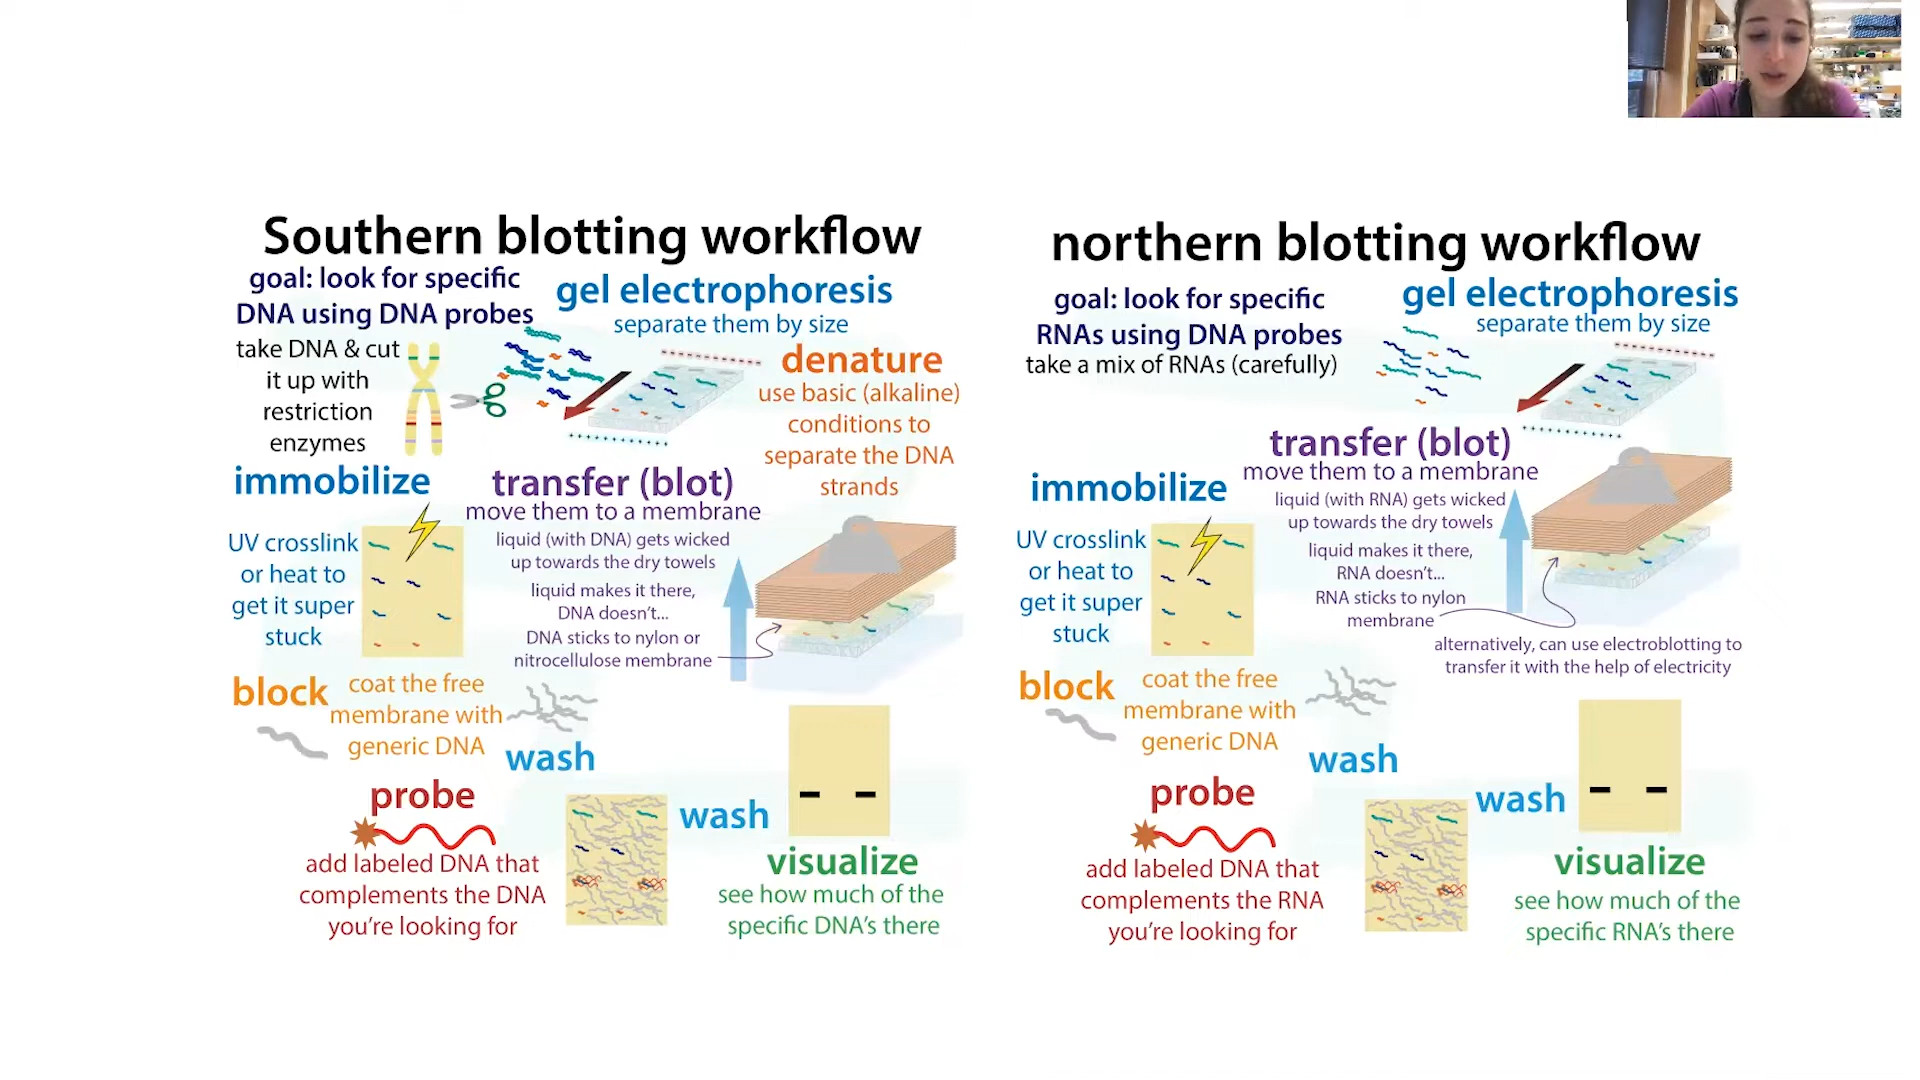 Southern blotting workflow
goal: look for specific
DNA using DNA probes
take DNA & cut
it up with
restriction
enzymes
gel electrophoresis
separate them by size
denature
use basic (alkaline)
conditions to
separate the DNA
strands
transfer (blot)
move them to a membrane
liquid (with DNA) gets wicked
up towards the dry towels
liquid makes it there,
DNA doesn't...
DNA sticks to nylon or
nitrocellulose membrane
immobilize
UV crosslink
or heat to
get it super
stuck
block
coat the free
membrane with
generic DNA
wash
probe
add labeled DNA that
complements the DNA
you're looking for
wash
visualize
see how much of the
specific DNA's there
northern blotting workflow
goal: look for specific
RNAs using DNA probes
take a mix of RNAs (carefully)
gel electrophoresis
separate them by size
transfer (blot)
move them to a membrane
liquid (with RNA) gets wicked
up towards the dry towels
liquid makes it there,
RNA doesn't...
RNA sticks to nylon
membrane
alternatively, can use electroblotting to
transfer it with the help of electricity
immobilize
UV crosslink
or heat to
get it super
stuck
block
coat the free
membrane with
generic DNA
wash
probe
add labeled DNA that
complements the RNA
you're looking for
wash
visualize
see how much of the
specific RNA's there